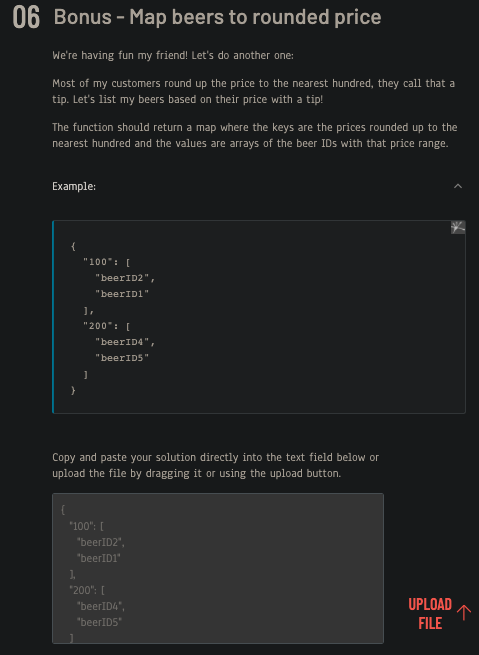 06 Bonus - Map beers to rounded price
We're having fun my friend! Let's do another one:
Most of my customers round up the price to the nearest hundred, they call that a
tip. Let's list my beers based on their price with a tip!
The function should return a map where the keys are the prices rounded up to the
nearest hundred and the values are arrays of the beer IDs with that price range.
Example:
{
"100": [
"beerID2",
"beerID1"
],
"200": [
"beerID4",
"beerID5"
]
}
Copy and paste your solution directly into the text field below or
upload the file by dragging it or using the upload button.
{
"100": [
"beerID2",
"beerID1"
],
"200": [
"beerID4",
"beerID5"
]
UPLOAD
FILE